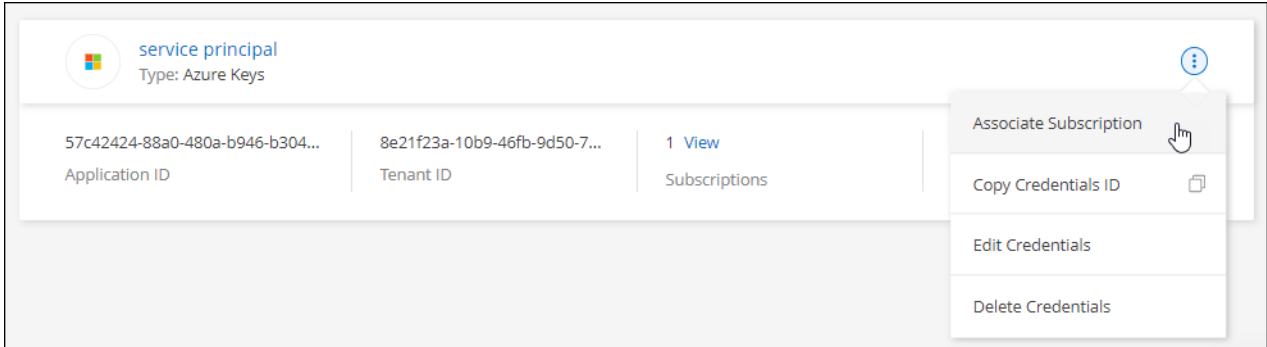 service principal
Type: Azure Keys
57c42424-88a0-480a-b946-b304...
Application ID
8e21f23a-10b9-46fb-9d50-7...
Tenant ID
1 View
Subscriptions
Associate Subscription
Copy Credentials ID
Edit Credentials
Delete Credentials